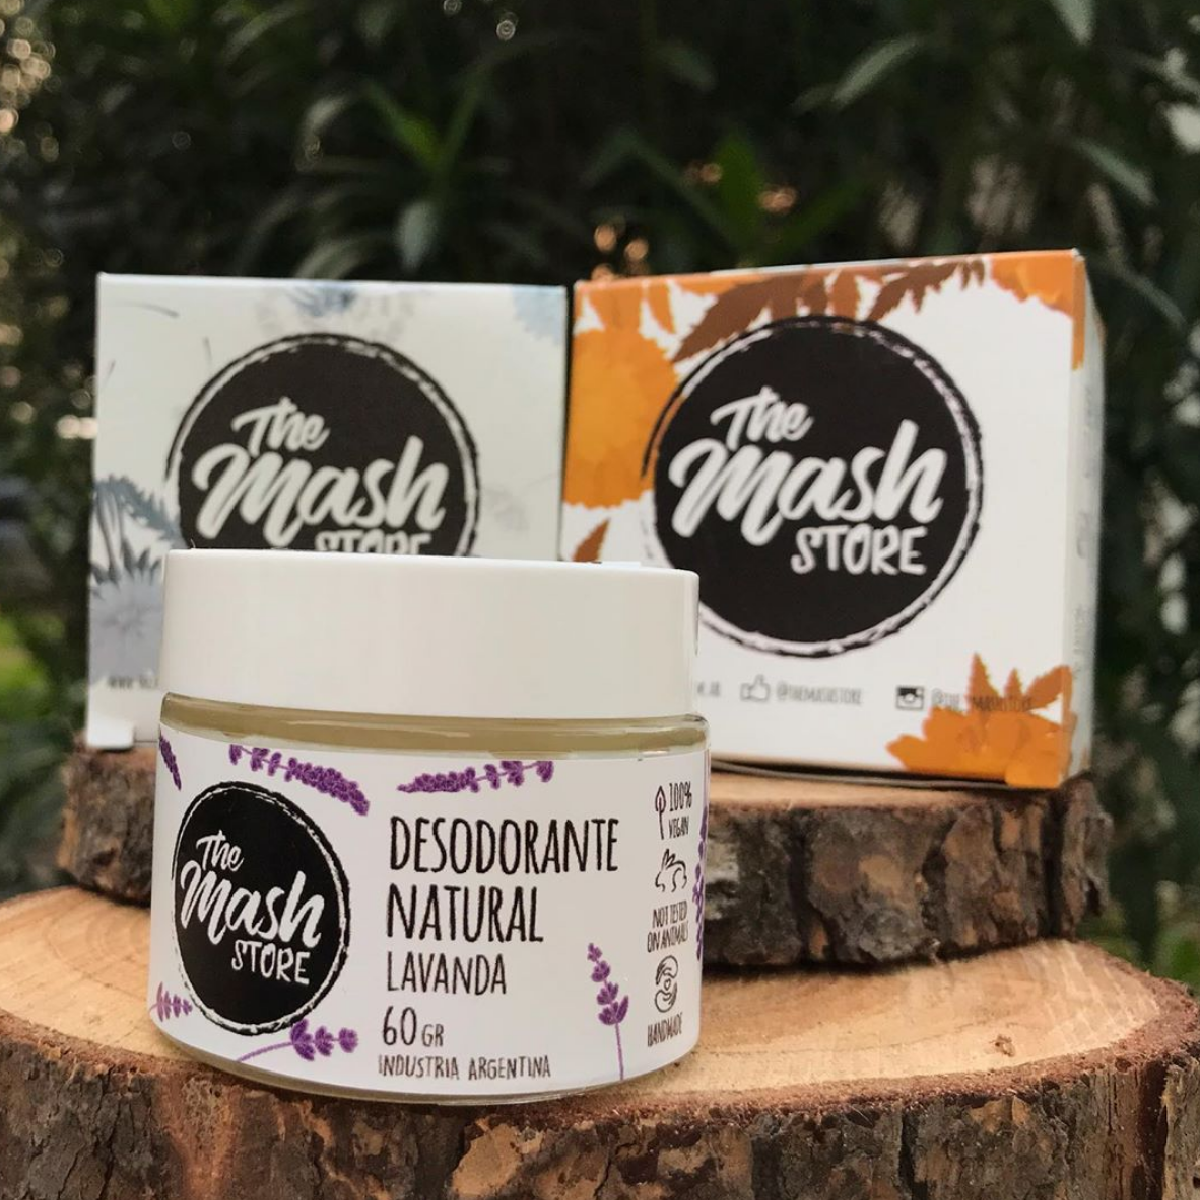 The
Mash
STORE
The
Mash
STORE
@THEMASHSTORE
The
Mash
STORE
DESODORANTE
NATURAL
LAVANDA
60 GR
INDUSTRIA ARGENTINA
100%
VEGAN
NOT TESTED
ON ANIMALS
HANDMADE